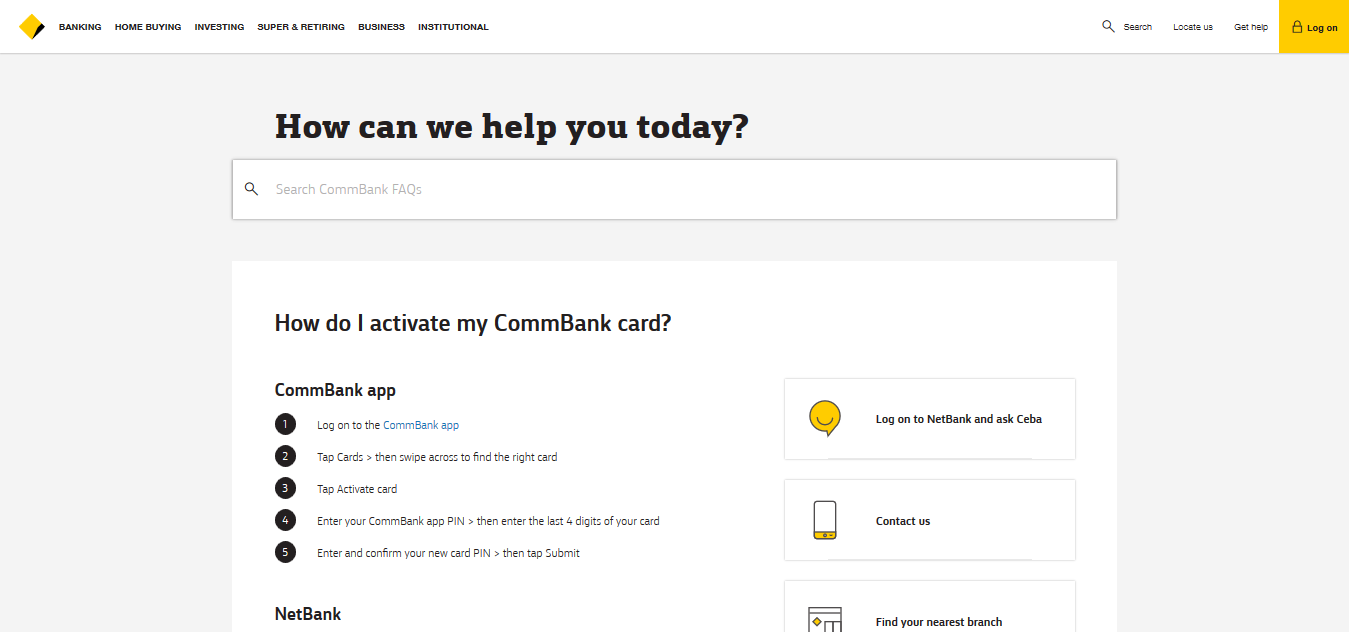 BANKING HOME BUYING INVESTING SUPER & RETIRING BUSINESS INSTITUTIONAL Search Locate us Get help Log on
How can we help you today?
Search CommBank FAQs
How do I activate my CommBank card?
CommBank app
1 Log on to the CommBank app
2 Tap Cards > then swipe across to find the right card
3 Tap Activate card
4 Enter your CommBank app PIN > then enter the last 4 digits of your card
5 Enter and confirm your new card PIN > then tap Submit
NetBank
Log on to NetBank and ask Ceba
Contact us
Find your nearest branch